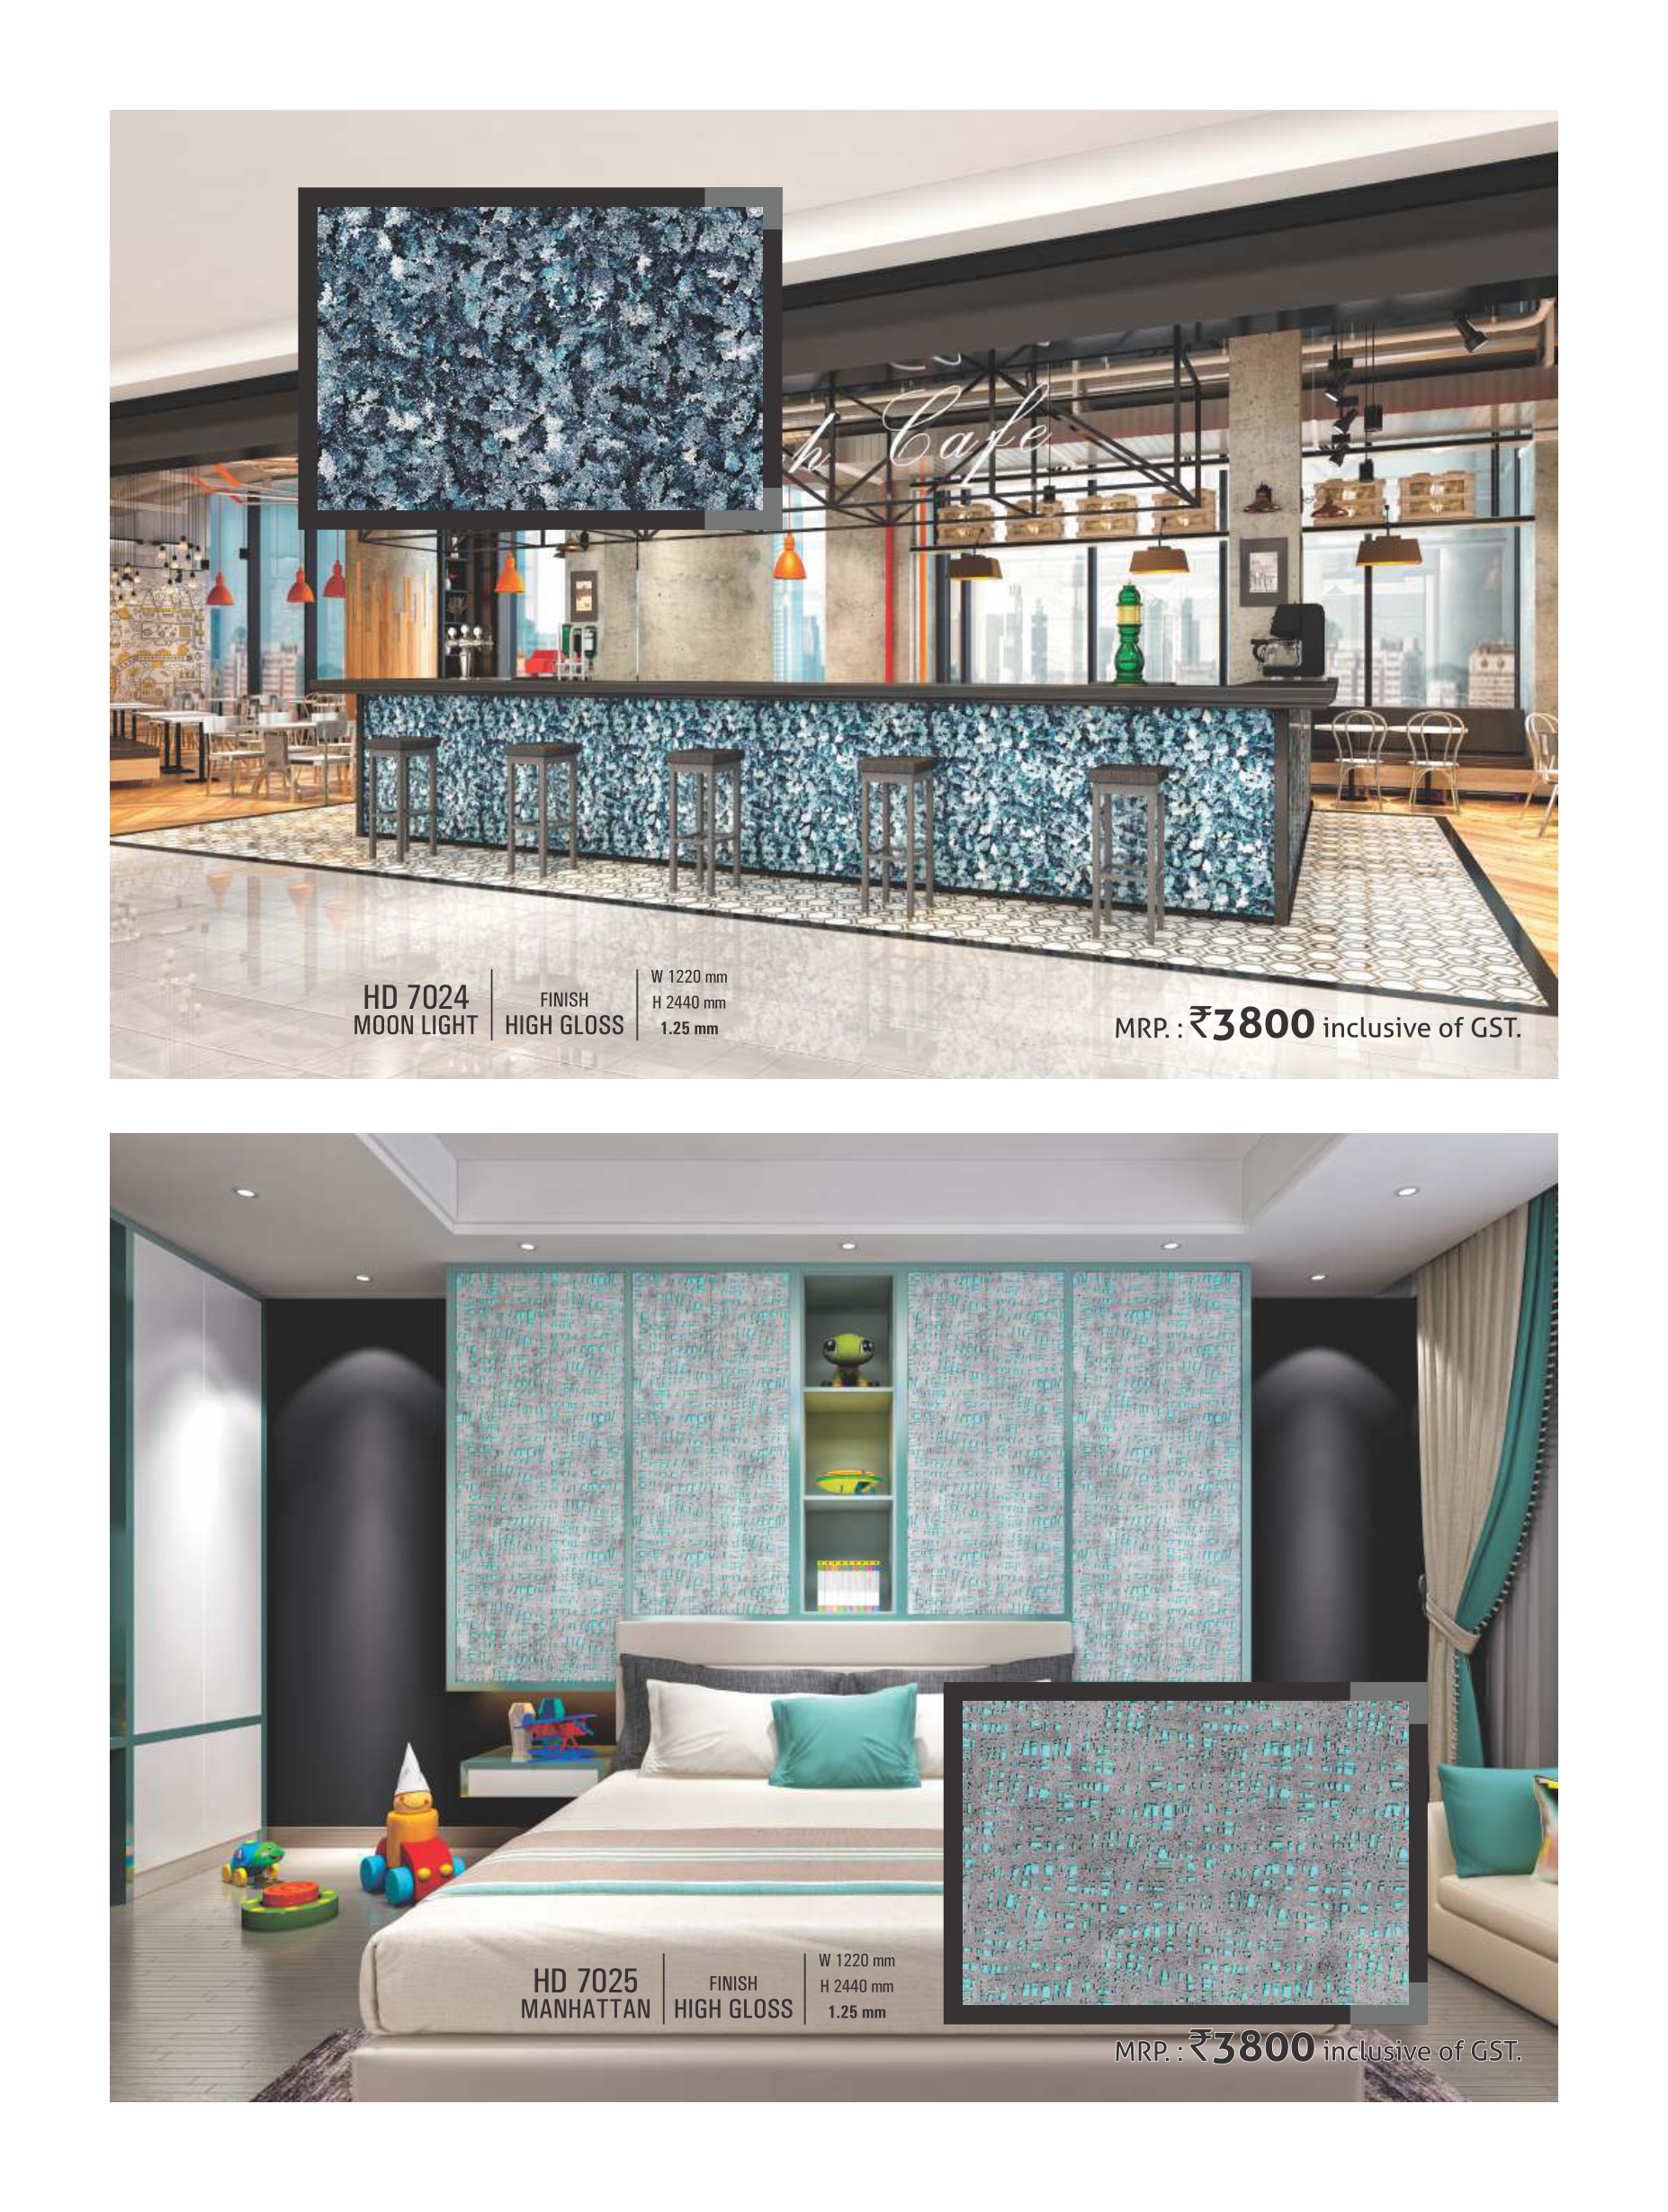 h Cafe
HD 7024
MOON LIGHT
FINISH
HIGH GLOSS
W 1220 mm
H 2440 mm
1.25 mm
MRP. : ₹3800 inclusive of GST.
HD 7025
MANHATTAN
FINISH
HIGH GLOSS
W 1220 mm
H 2440 mm
1.25 mm
MRP. : ₹3800 inclusive of GST.